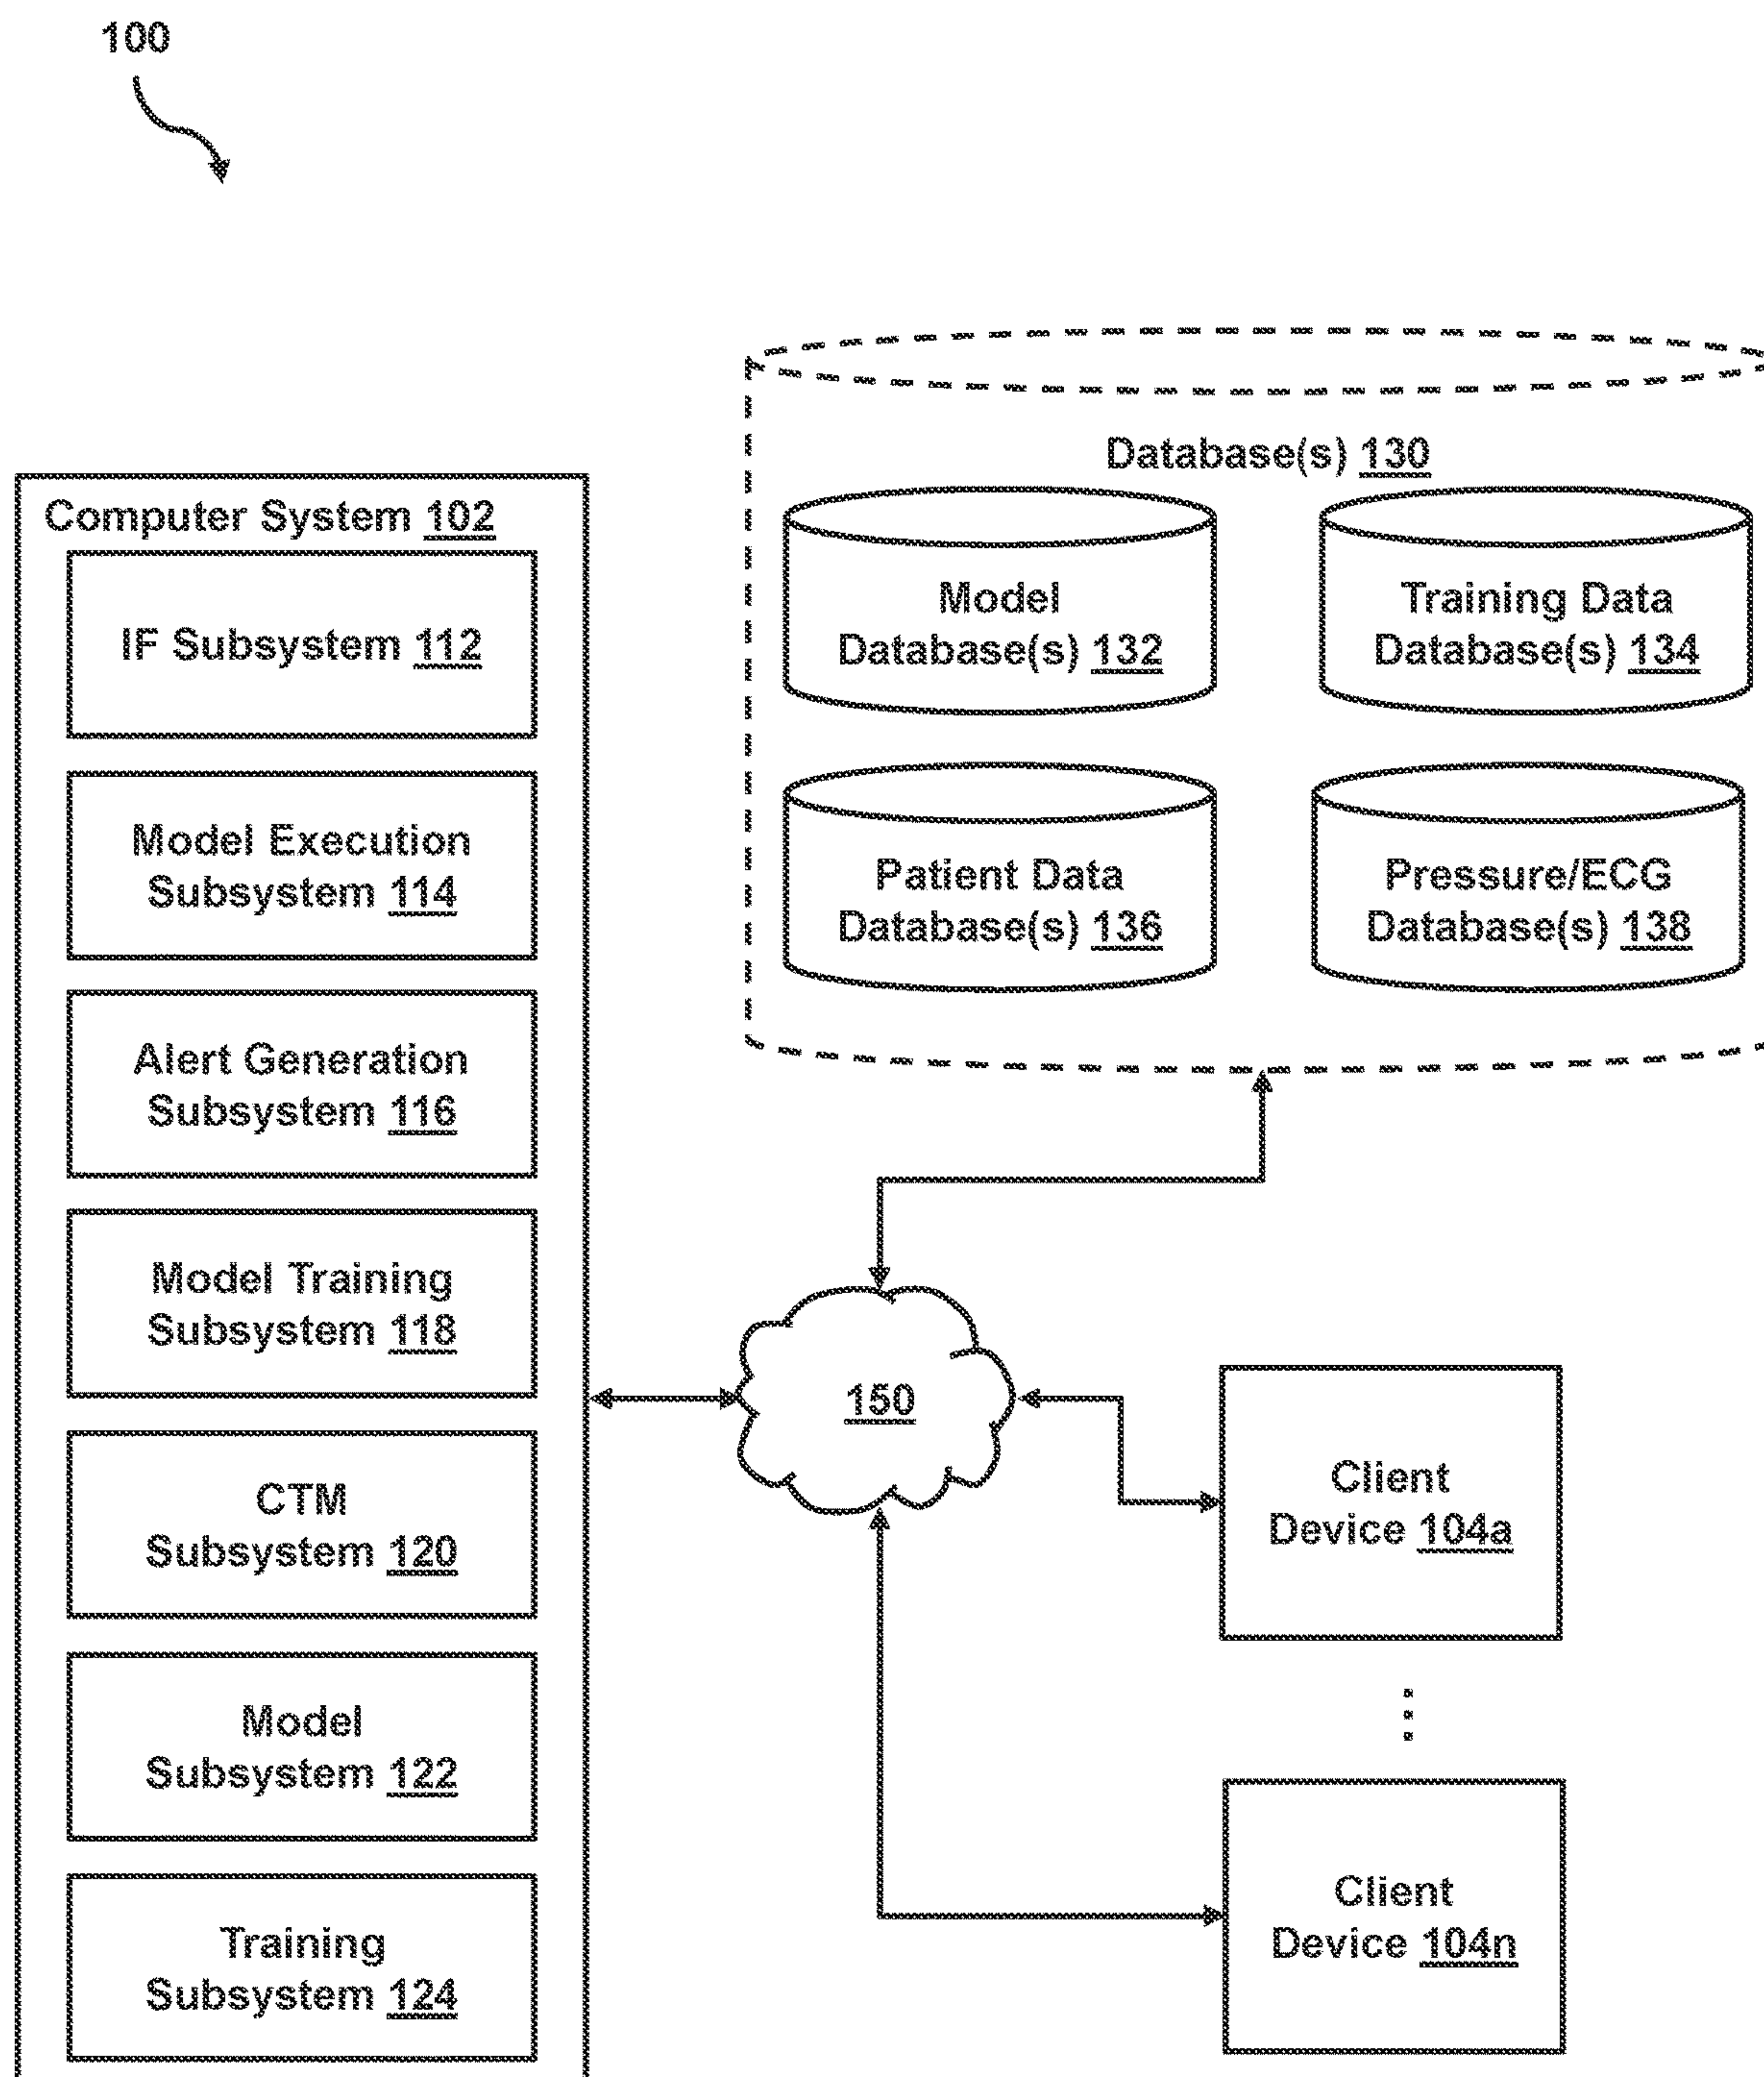 100
Computer System 102
IF Subsystem 112
Model Execution
Subsystem 114
Alert Generation
Subsystem 116
Model Training
Subsystem 118
CTM
Subsystem 120
Model
Subsystem 122
Training
Subsystem 124
Database(s) 130
Model
Database(s) 132
Training Data
Database(s) 134
Patient Data
Database(s) 136
Pressure/ECG
Database(s) 138
150
Client
Device 104a
Client
Device 104n